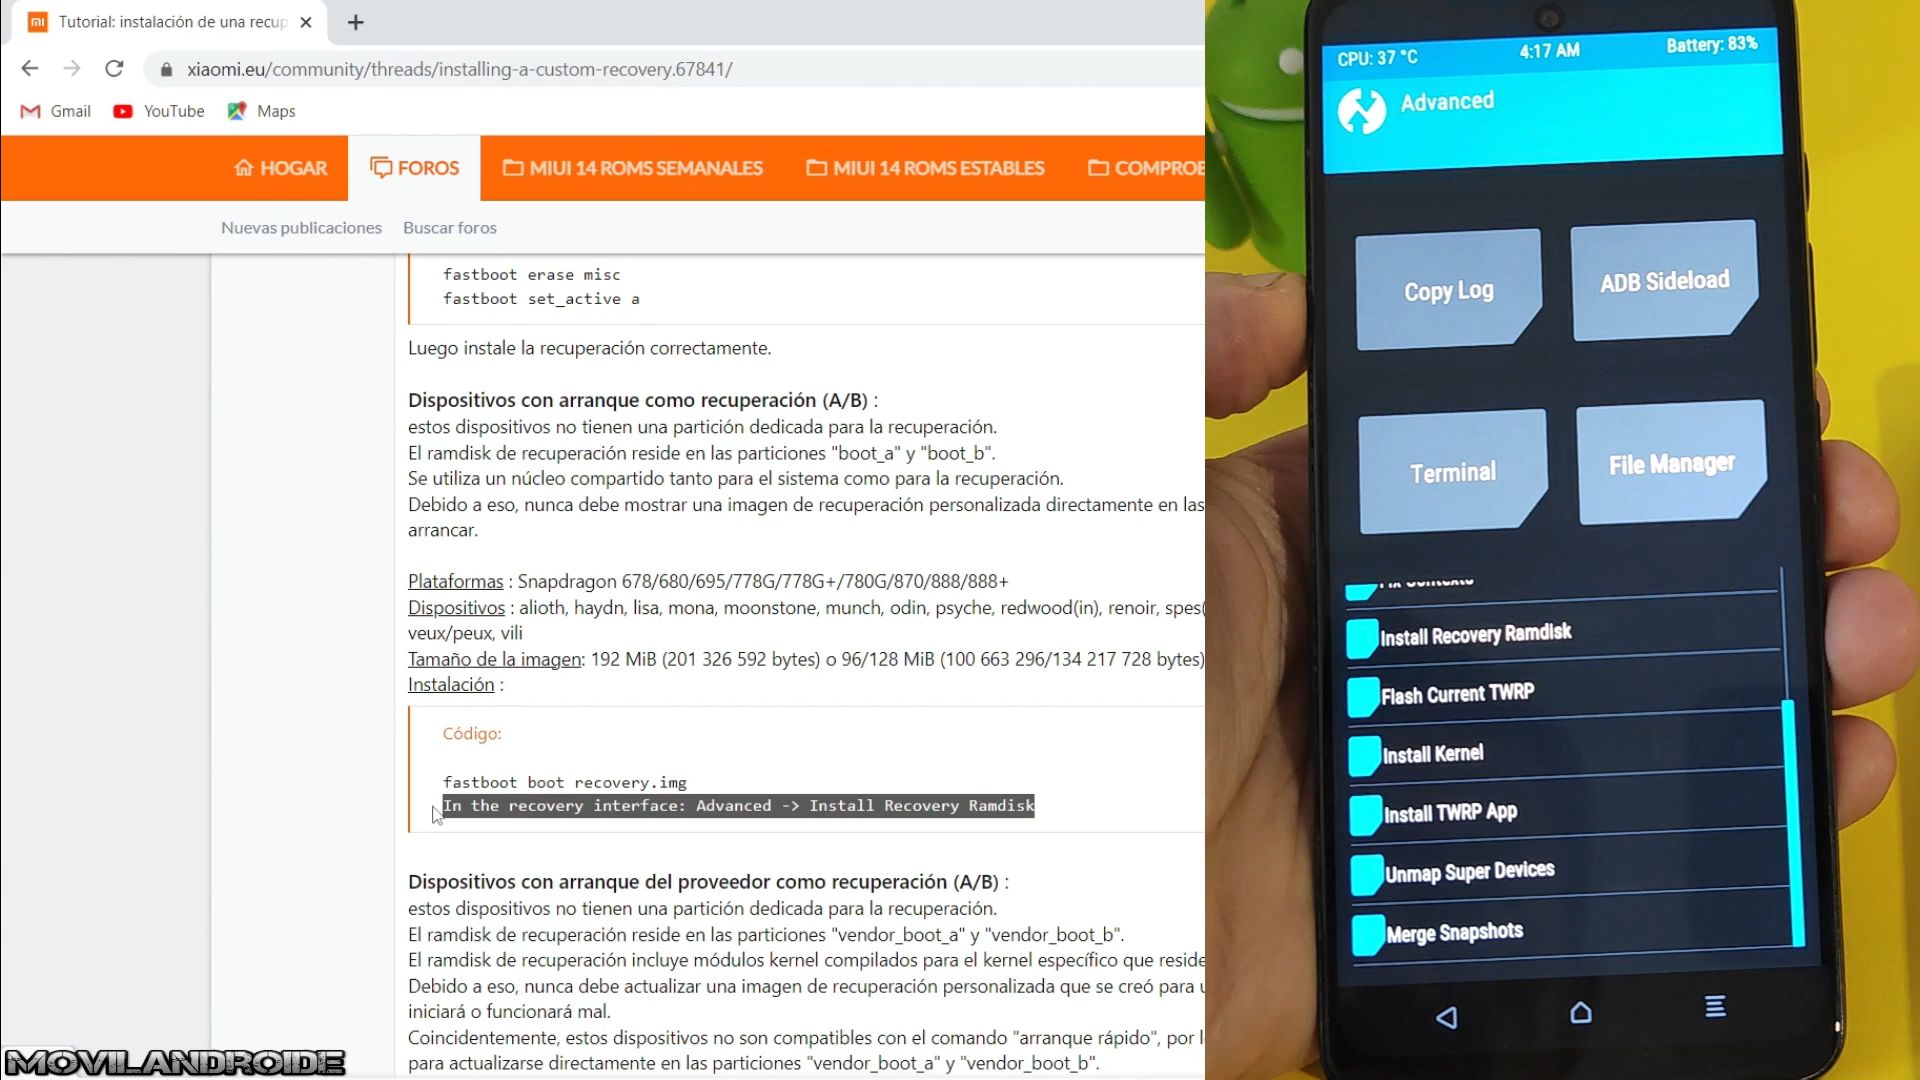 Tutorial: instalación de una recup
xiaomi.eu/community/threads/installing-a-custom-recovery.67841/
Gmail YouTube Maps
HOGAR FOROS MIUI 14 ROMS SEMANALES MIUI 14 ROMS ESTABLES COMPROB
Nuevas publicaciones Buscar foros
fastboot erase misc
fastboot set_active a
Luego instale la recuperación correctamente.
Dispositivos con arranque como recuperación (A/B) :
estos dispositivos no tienen una partición dedicada para la recuperación.
El ramdisk de recuperación reside en las particiones "boot_a" y "boot_b".
Se utiliza un núcleo compartido tanto para el sistema como para la recuperación.
Debido a eso, nunca debe mostrar una imagen de recuperación personalizada directamente en las
arrancar.
Plataformas : Snapdragon 678/680/695/778G/778G+/780G/870/888/888+
Dispositivos : alioth, haydn, lisa, mona, moonstone, munch, odin, psyche, redwood(in), renoir, spes(
veux/peux, vili
Tamaño de la imagen: 192 MiB (201 326 592 bytes) o 96/128 MiB (100 663 296/134 217 728 bytes)
Instalación :
Código:
fastboot boot recovery.img
In the recovery interface: Advanced -> Install Recovery Ramdisk
Dispositivos con arranque del proveedor como recuperación (A/B) :
estos dispositivos no tienen una partición dedicada para la recuperación.
El ramdisk de recuperación reside en las particiones "vendor_boot_a" y "vendor_boot_b".
El ramdisk de recuperación incluye módulos kernel compilados para el kernel específico que reside
Debido a eso, nunca debe actualizar una imagen de recuperación personalizada que se creó para u
iniciará o funcionará mal.
Coincidentemente, estos dispositivos no son compatibles con el comando "arranque rápido", por l
para actualizarse directamente en las particiones "vendor_boot_a" y "vendor_boot_b".
MOVILANDROIDE
CPU: 37 °C 4:17 AM Battery: 83%
Advanced
Copy Log ADB Sideload
Terminal File Manager
Fix Contexts
Install Recovery Ramdisk
Flash Current TWRP
Install Kernel
Install TWRP App
Unmap Super Devices
Merge Snapshots